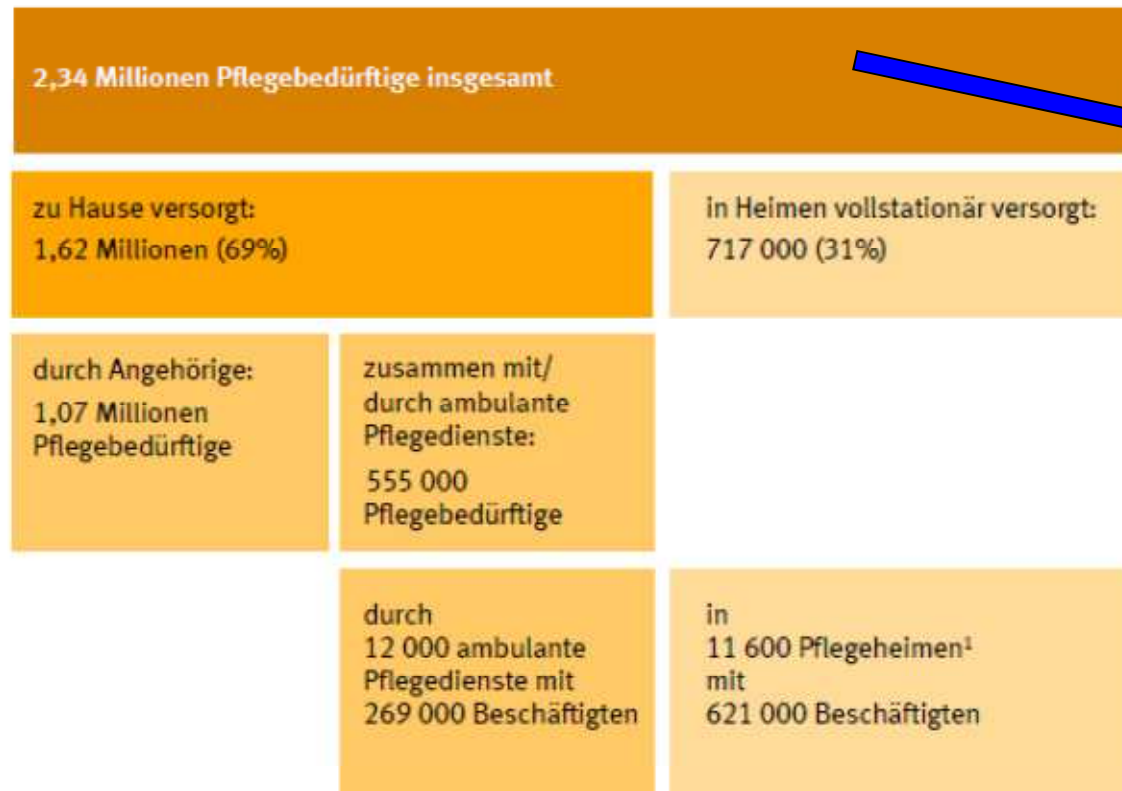 2,34 Millionen Pflegebedürftige insgesamt
zu Hause versorgt:
1,62 Millionen (69%)
in Heimen vollstationär versorgt:
717 000 (31%)
durch Angehörige:
1,07 Millionen
Pflegebedürftige
zusammen mit/
durch ambulante
Pflegedienste:
555 000
Pflegebedürftige
durch
12 000 ambulante
Pflegedienste mit
269 000 Beschäftigten
in
11 600 Pflegeheimen¹
mit
621 000 Beschäftigten